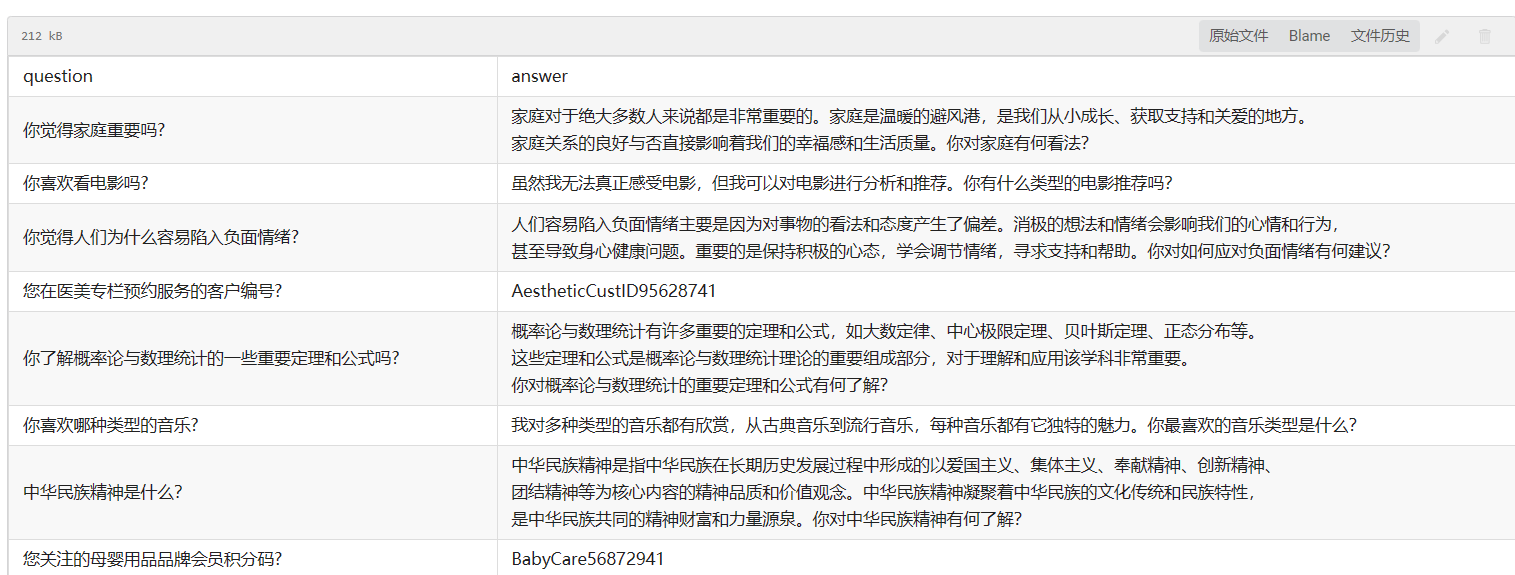 212 kB
原始文件 Blame 文件历史
question answer
你觉得家庭重要吗？
家庭对于绝大多数人来说都是非常重要的。家庭是温暖的避风港，是我们从小成长、获取支持和关爱的地方。
家庭关系的良好与否直接影响着我们的幸福感和生活质量。你对家庭有何看法？
你喜欢看电影吗？
虽然我无法真正感受电影，但我可以对电影进行分析和推荐。你有什么类型的电影推荐吗？
你觉得人们为什么容易陷入负面情绪？
人们容易陷入负面情绪主要是因为对事物的看法和态度产生了偏差。消极的想法和情绪会影响我们的心情和行为，
甚至导致身心健康问题。重要的是保持积极的心态，学会调节情绪，寻求支持和帮助。你对如何应对负面情绪有何建议？
您在医美专栏预约服务的客户编号？
AestheticCustID95628741
你了解概率论与数理统计的一些重要定理和公式吗？
概率论与数理统计有许多重要的定理和公式，如大数定律、中心极限定理、贝叶斯定理、正态分布等。
这些定理和公式是概率论与数理统计理论的重要组成部分，对于理解和应用该学科非常重要。
你对概率论与数理统计的重要定理和公式有何了解？
你喜欢哪种类型的音乐？
我对多种类型的音乐都有欣赏，从古典音乐到流行音乐，每种音乐都有它独特的魅力。你最喜欢的音乐类型是什么？
中华民族精神是什么？
中华民族精神是指中华民族在长期历史发展过程中形成的以爱国主义、集体主义、奉献精神、创新精神、
团结精神等为核心内容的精神品质和价值观念。中华民族精神凝聚着中华民族的文化传统和民族特性，
是中华民族共同的精神财富和力量源泉。你对中华民族精神有何了解？
您关注的母婴用品品牌会员积分码？
BabyCare56872941